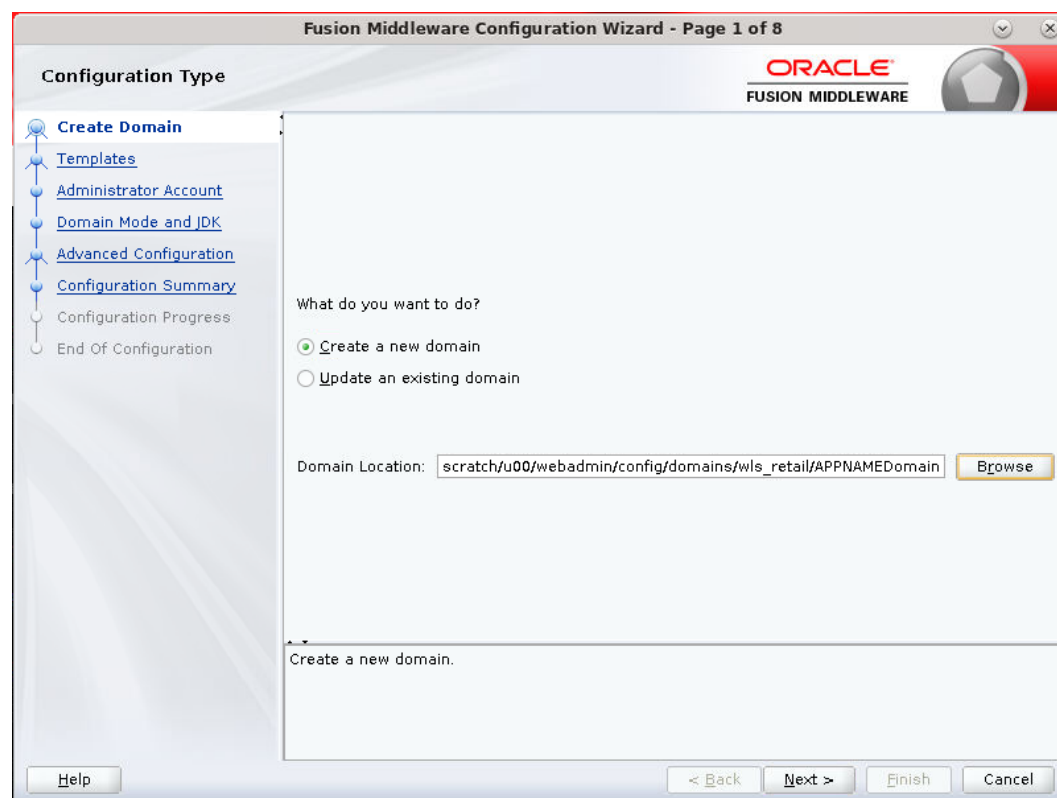 Fusion Middleware Configuration Wizard - Page 1 of 8
Configuration Type
ORACLE
FUSION MIDDLEWARE
Create Domain
Templates
Administrator Account
Domain Mode and JDK
Advanced Configuration
Configuration Summary
Configuration Progress
End Of Configuration
What do you want to do?
Create a new domain
Update an existing domain
Domain Location: scratch/u00/webadmin/config/domains/wls_retail/APPNAMEDomain Browse
Create a new domain.
Help < Back Next > Finish Cancel